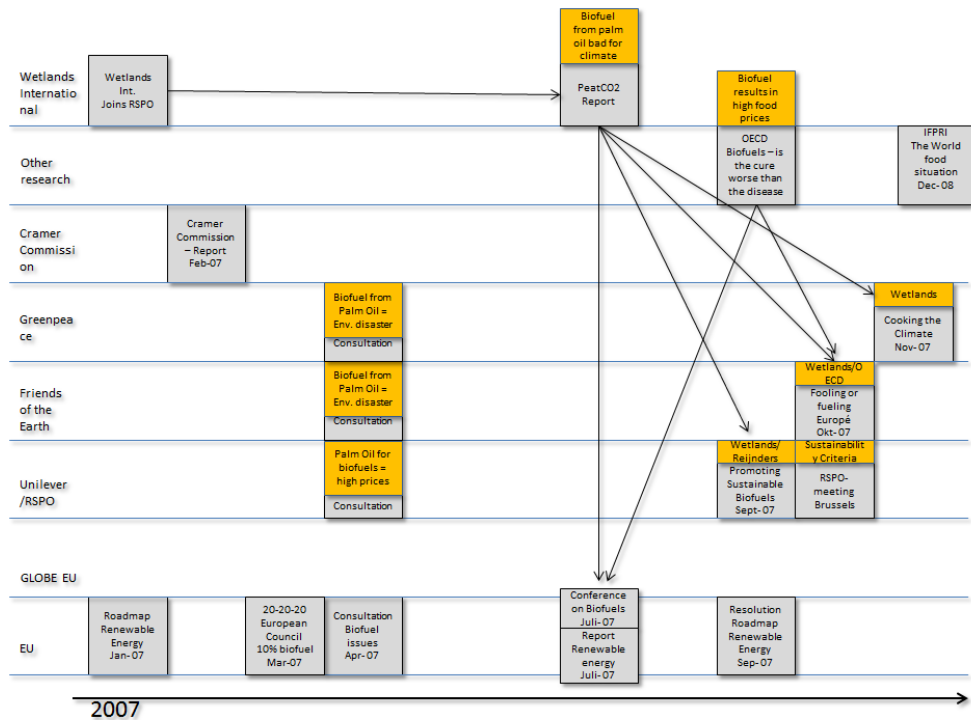 Biofuel
from palm
oil bad for
climate
Wetlands
Internatio
nal
Wetlands
Int.
Joins RSPO
PeatCO2
Report
Biofuel
results in
high food
prices
Other
research
OECD
Biofuels – is
the cure
worse than
the disease
IFPRI
The World
food
situation
Dec-08
Cramer
Commissi
on
Cramer
Commission
– Report
Feb-07
Greenpea
ce
Biofuel from
Palm Oil =
Env. disaster
Consultation
Wetlands
Cooking the
Climate
Nov-07
Friends
of the
Earth
Biofuel from
Palm Oil =
Env. disaster
Consultation
Wetlands/O
ECD
Fooling or
fueling
Europé
Okt-07
Unilever
/RSPO
Palm Oil for
biofuels =
high prices
Consultation
Wetlands/
Reijnders
Promoting
Sustainable
Biofuels
Sept-07
Sustainabilit
y Criteria
RSPO-
meeting
Brussels
GLOBE EU
EU
Roadmap
Renewable
Energy
Jan-07
20-20-20
European
Council
10% biofuel
Mar-07
Consultation
Biofuel
issues
Apr-07
Conference
on Biofuels
Juli-07
Report
Renewable
energy
Juli-07
Resolution
Roadmap
Renewable
Energy
Sep-07
2007